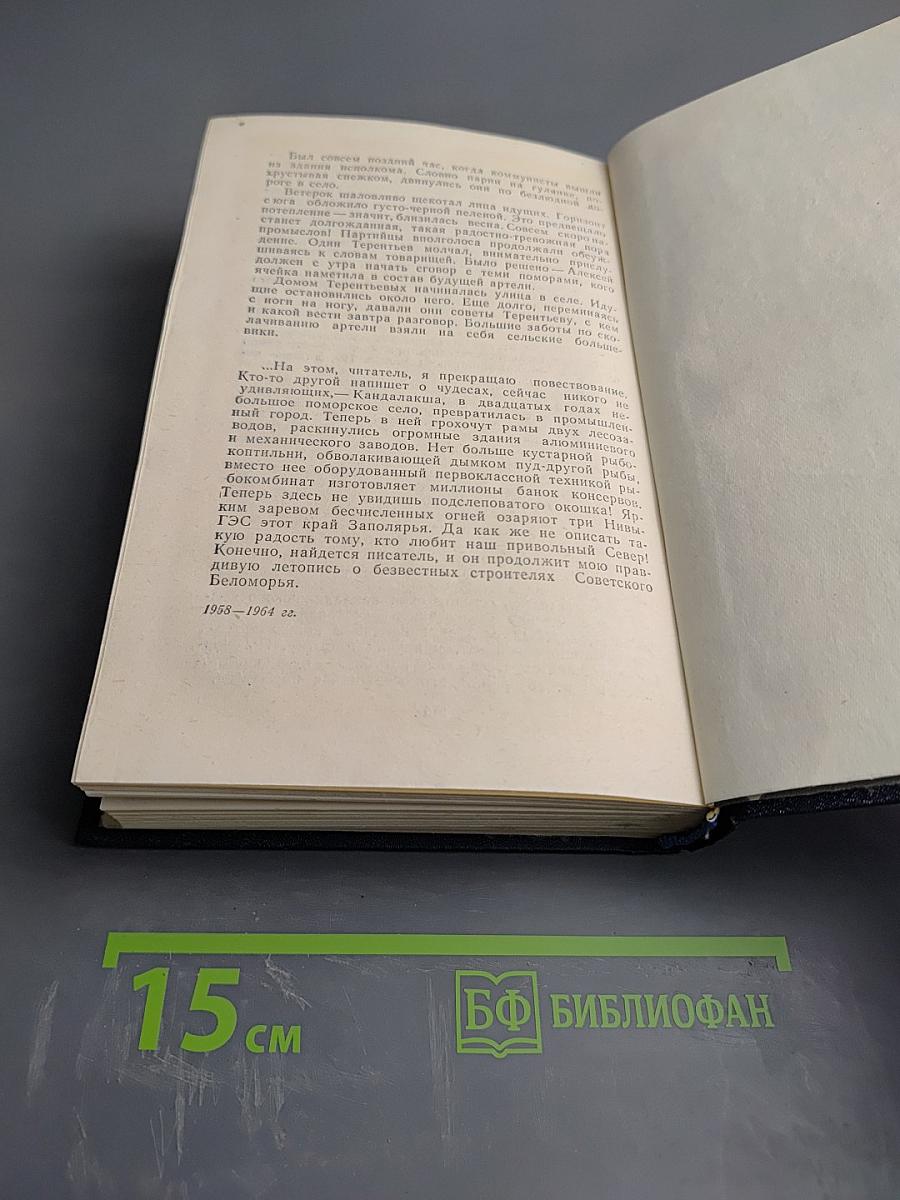 Был совсем поздний час, когда коммунисты вышли
из здания исполкома. Словно парни на гулянке, по-
хрустывая снежком, двинулись они по безлюдной до-
роге в село.
Ветерок шаловливо щекотал лица идущих. Горизонт
с юга обложило густо-черной пеленой. Это предвещало
потепление — значит, близилась весна. Совсем скоро на-
станет долгожданная, такая радостно-тревожная пора
промыслов! Партийцы вполголоса продолжали обсуж-
дение. Один Терентьев молчал, внимательно прислу-
шиваясь к словам товарищей. Было решено — Алексей
должен с утра начать сговор с теми поморами, кого
ячейка наметила в состав будущей артели.
Домом Терентьевых начиналась улица в селе. Иду-
щие остановились около него. Еще долго, переминаясь
с ноги на ногу, давали они советы Терентьеву, с кем
и какой вести завтра разговор. Большие заботы по ско-
лачиванию артели взяли на себя сельские больше-
вики.
...На этом, читатель, я прекращаю повествование.
Кто-то другой напишет о чудесах, сейчас никого не
удивляющих,— Кандалакша, в двадцатых годах не-
большое поморское село, превратилась в промышлен-
ный город. Теперь в ней грохочут рамы двух лесоза-
водов, раскинулись огромные здания алюминиевого
и механического заводов. Нет больше кустарной рыбо-
коптильни, обволакивающей дымком пуд-другой рыбы,
вместо нее оборудованный первоклассной техникой ры-
бокомбинат изготовляет миллионы банок консервов.
Теперь здесь не увидишь подслеповатого окошка! Яр-
ким заревом бесчисленных огней озаряют три Нивы-
ГЭС этот край Заполярья. Да как же не описать та-
кую радость тому, кто любит наш привольный Север!
Конечно, найдется писатель, и он продолжит мою прав-
дивую летопись о безвестных строителях Советского
Беломорья.
1958—1964 гг.
15 см
БФ БИБЛИОФАН